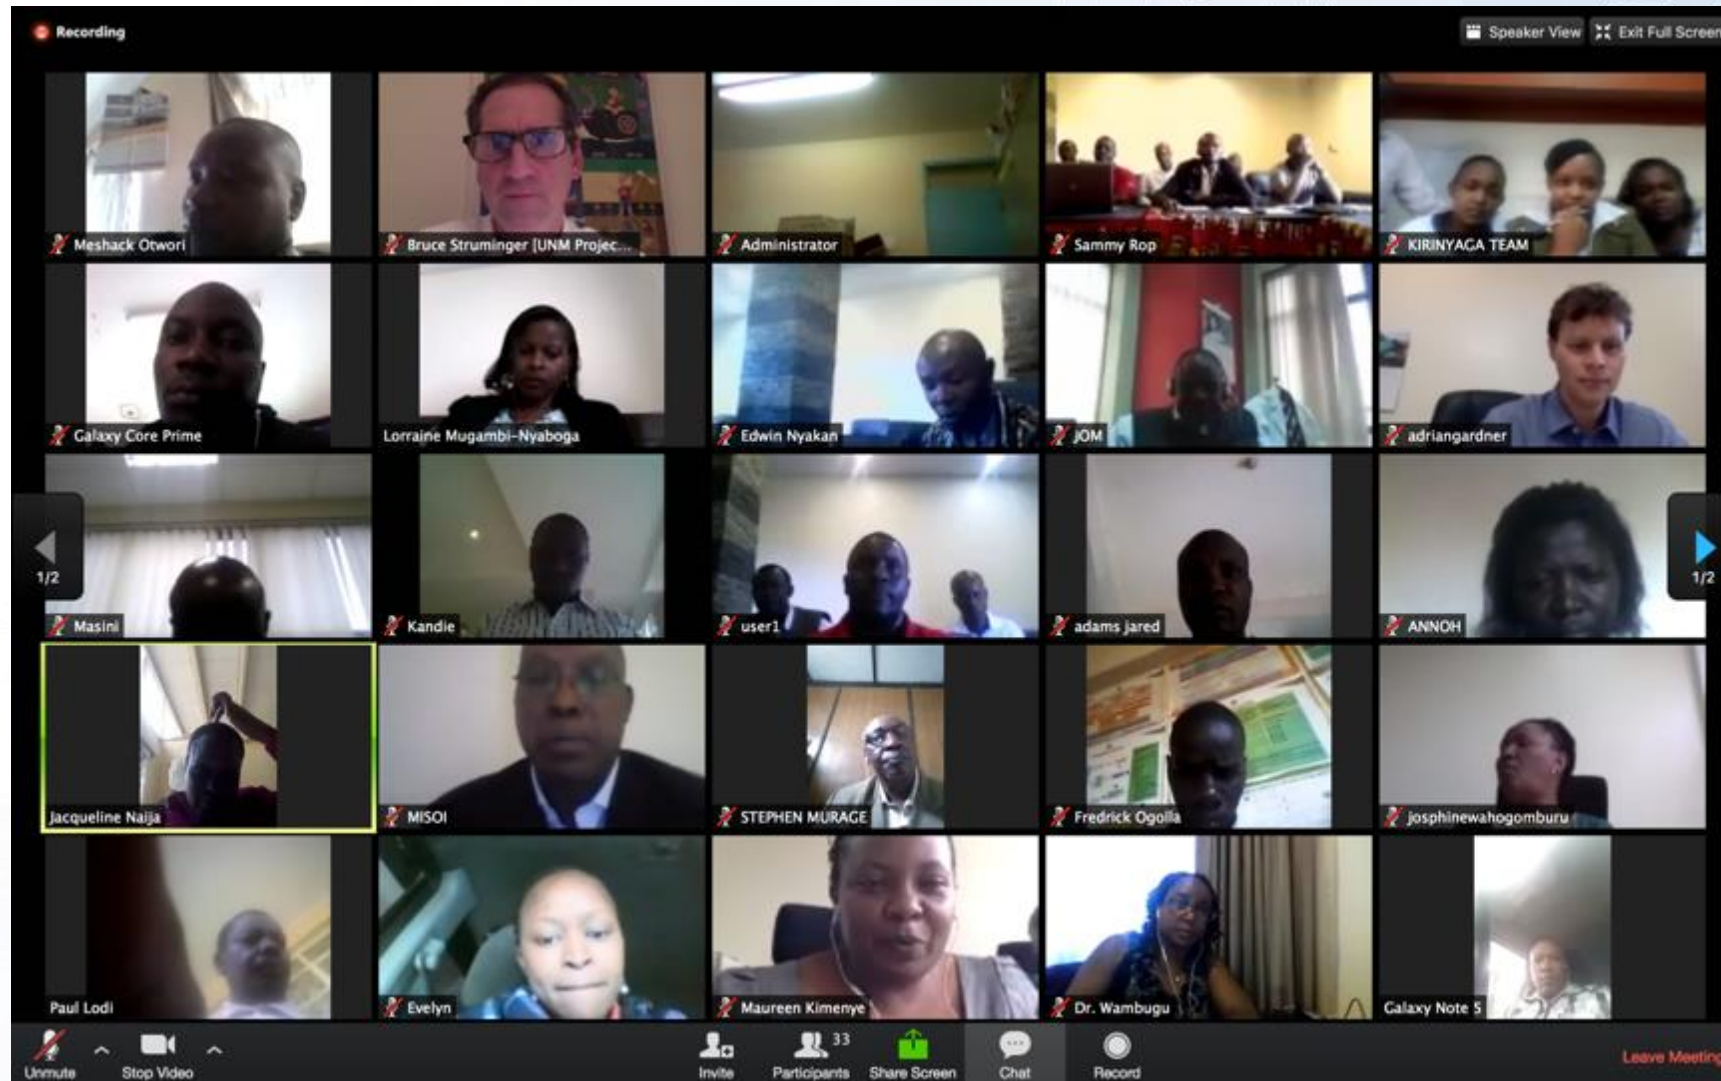 Recording
Speaker View Exit Full Screen
Meshack Otwori
Bruce Struminger [UNM Projec...
Administrator
Sammy Rop
KIRINYAGA TEAM
Galaxy Core Prime
Lorraine Mugambi-Nyaboga
Edwin Nyakan
JOM
adriangardner
1/2
1/2
Masini
Kandie
user1
adams jared
ANNOH
Jacqueline Naija
MISOI
STEPHEN MURAGE
Fredrick Ogolla
josphinewahogomburu
Paul Lodi
Evelyn
Maureen Kimenye
Dr. Wambugu
Galaxy Note 5
Unmute
Stop Video
Invite
Participants 33
Share Screen
Chat
Record
Leave Meeting